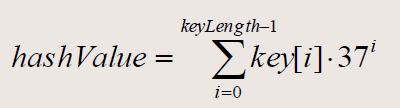 keyLength–1
hashValue = ∑ key[i]·37^i
i=0